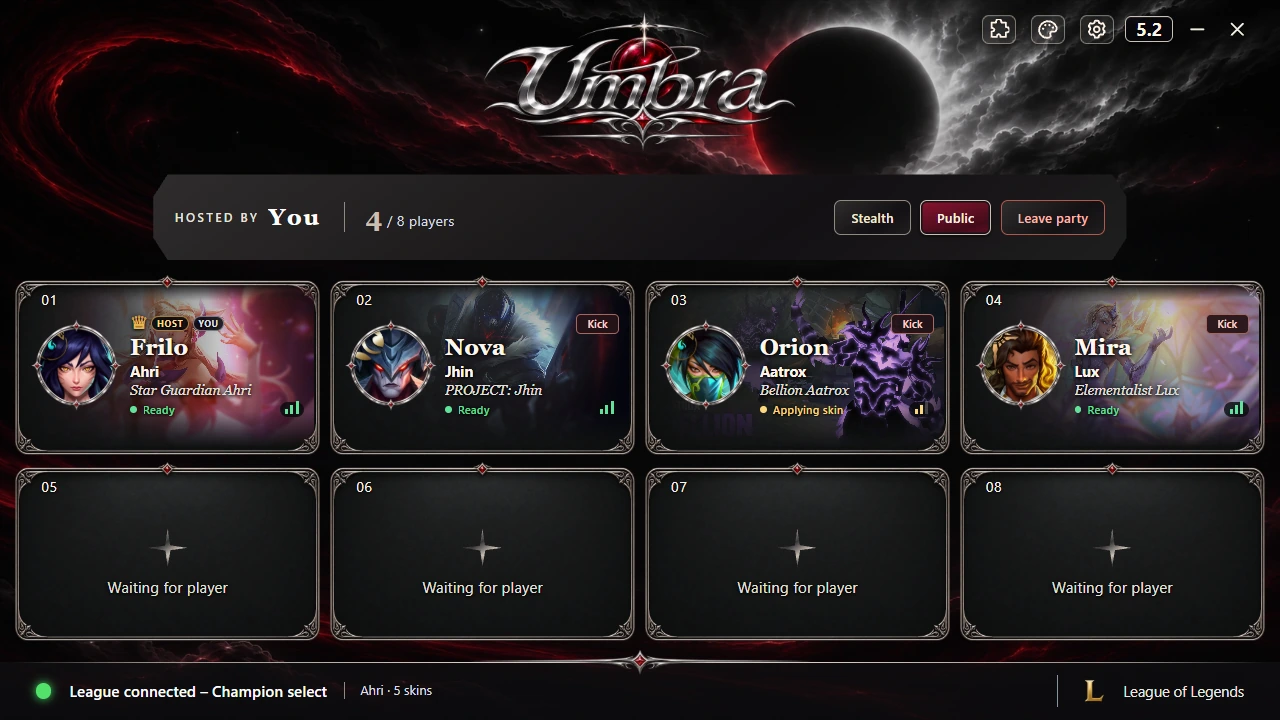 Umbra
5.2
HOSTED BY You
4 / 8 players
Stealth
Public
Leave party
01
HOST
YOU
Frilo
Ahri
Star Guardian Ahri
Ready
02
Kick
Nova
Jhin
PROJECT: Jhin
Ready
03
Kick
Orion
Aatrox
Bellion Aatrox
Applying skin
04
Kick
Mira
Lux
Elementalist Lux
Ready
05
Waiting for player
06
Waiting for player
07
Waiting for player
08
Waiting for player
League connected – Champion select
Ahri · 5 skins
L
League of Legends